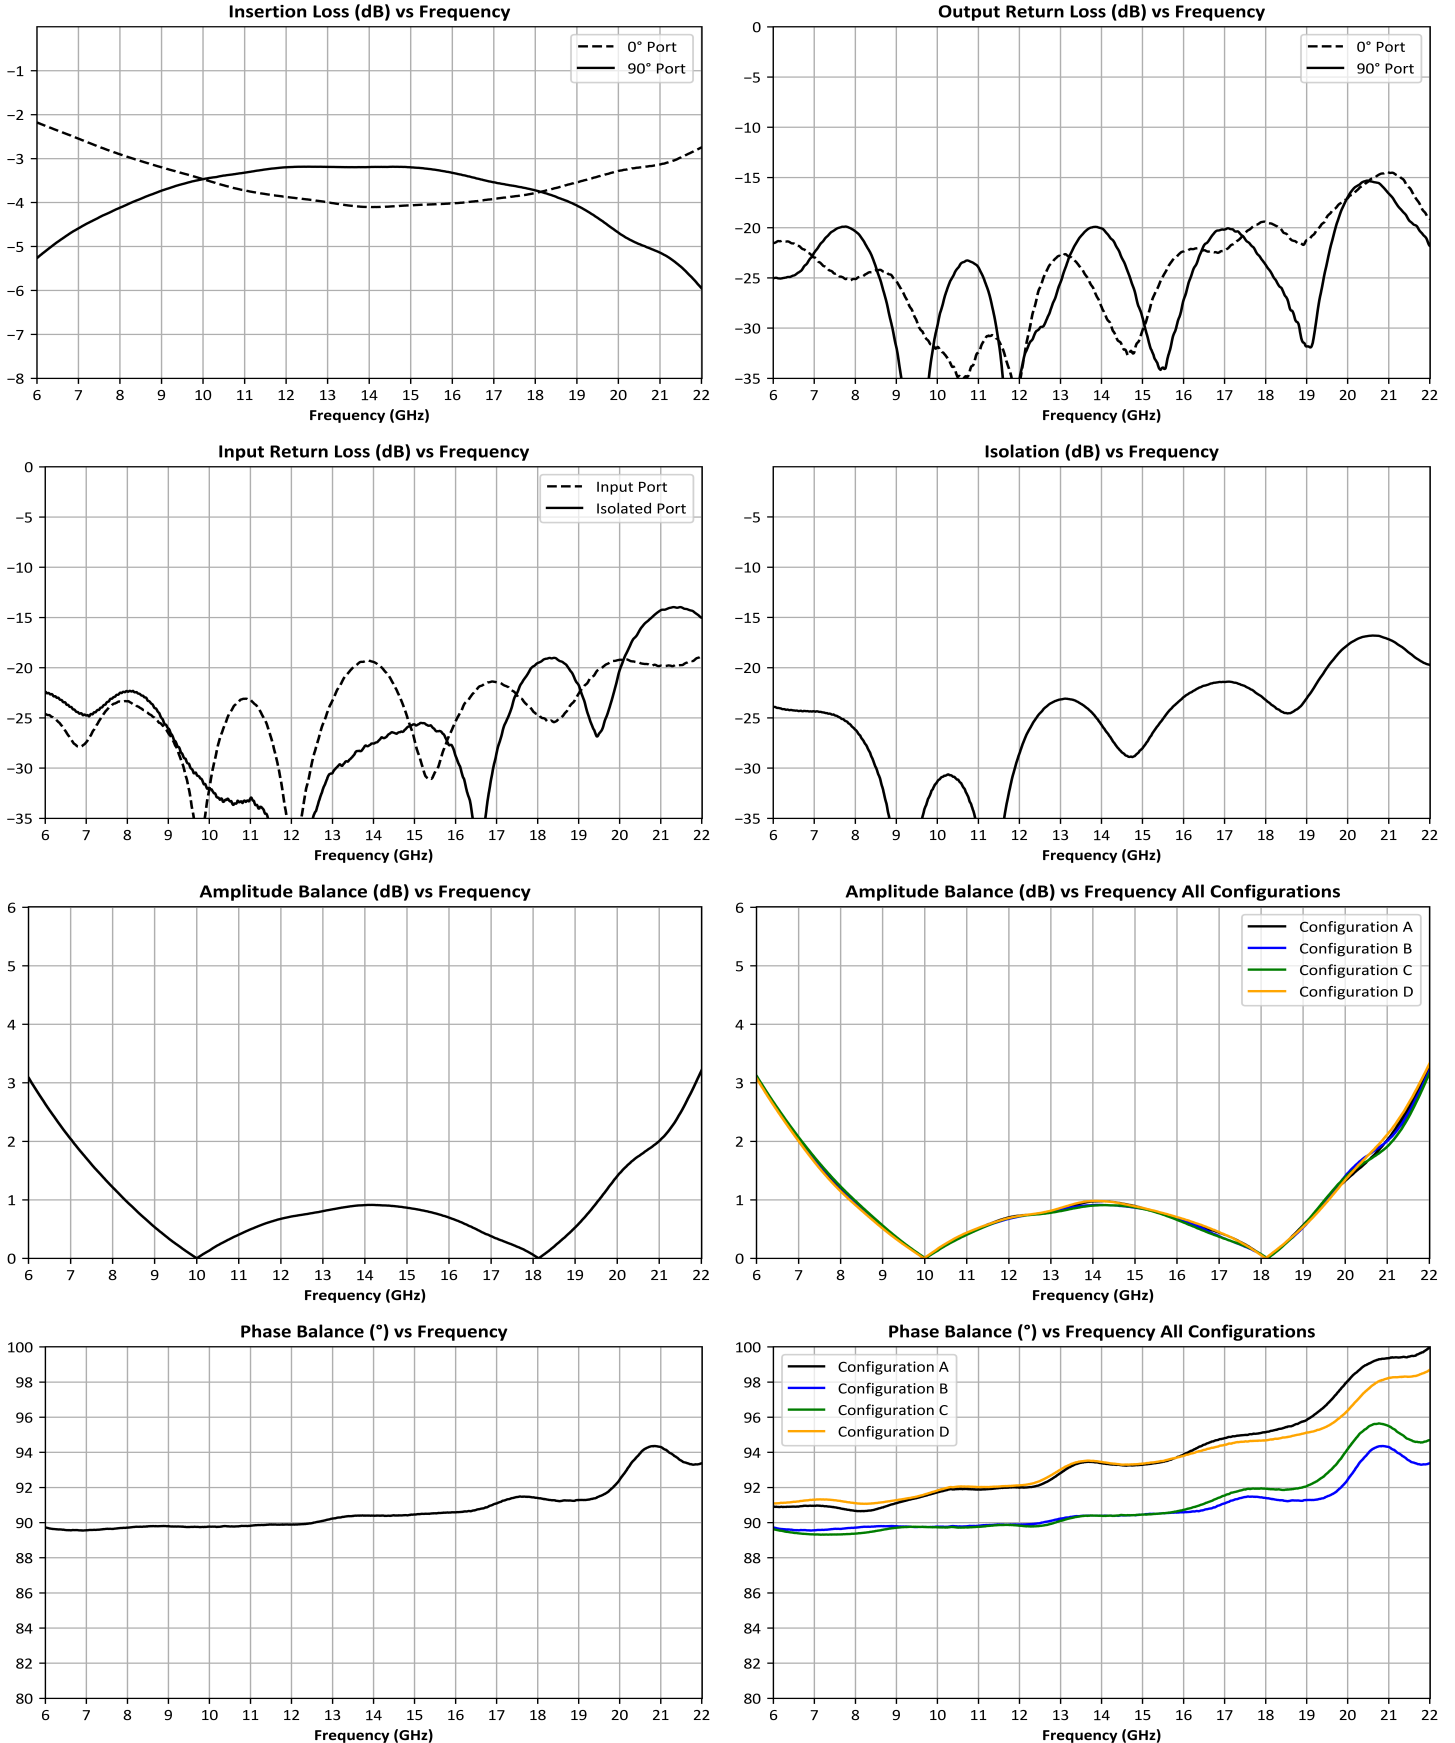 Insertion Loss (dB) vs Frequency
0° Port
90° Port
−1
−2
−3
−4
−5
−6
−7
−8
6 7 8 9 10 11 12 13 14 15 16 17 18 19 20 21 22
Frequency (GHz)
Output Return Loss (dB) vs Frequency
0° Port
90° Port
0
−5
−10
−15
−20
−25
−30
−35
6 7 8 9 10 11 12 13 14 15 16 17 18 19 20 21 22
Frequency (GHz)
Input Return Loss (dB) vs Frequency
Input Port
Isolated Port
0
−5
−10
−15
−20
−25
−30
−35
6 7 8 9 10 11 12 13 14 15 16 17 18 19 20 21 22
Frequency (GHz)
Isolation (dB) vs Frequency
−5
−10
−15
−20
−25
−30
−35
6 7 8 9 10 11 12 13 14 15 16 17 18 19 20 21 22
Frequency (GHz)
Amplitude Balance (dB) vs Frequency
6
5
4
3
2
1
0
6 7 8 9 10 11 12 13 14 15 16 17 18 19 20 21 22
Frequency (GHz)
Amplitude Balance (dB) vs Frequency All Configurations
Configuration A
Configuration B
Configuration C
Configuration D
6
5
4
3
2
1
0
6 7 8 9 10 11 12 13 14 15 16 17 18 19 20 21 22
Frequency (GHz)
Phase Balance (°) vs Frequency
100
98
96
94
92
90
88
86
84
82
80
6 7 8 9 10 11 12 13 14 15 16 17 18 19 20 21 22
Frequency (GHz)
Phase Balance (°) vs Frequency All Configurations
Configuration A
Configuration B
Configuration C
Configuration D
100
98
96
94
92
90
88
86
84
82
80
6 7 8 9 10 11 12 13 14 15 16 17 18 19 20 21 22
Frequency (GHz)